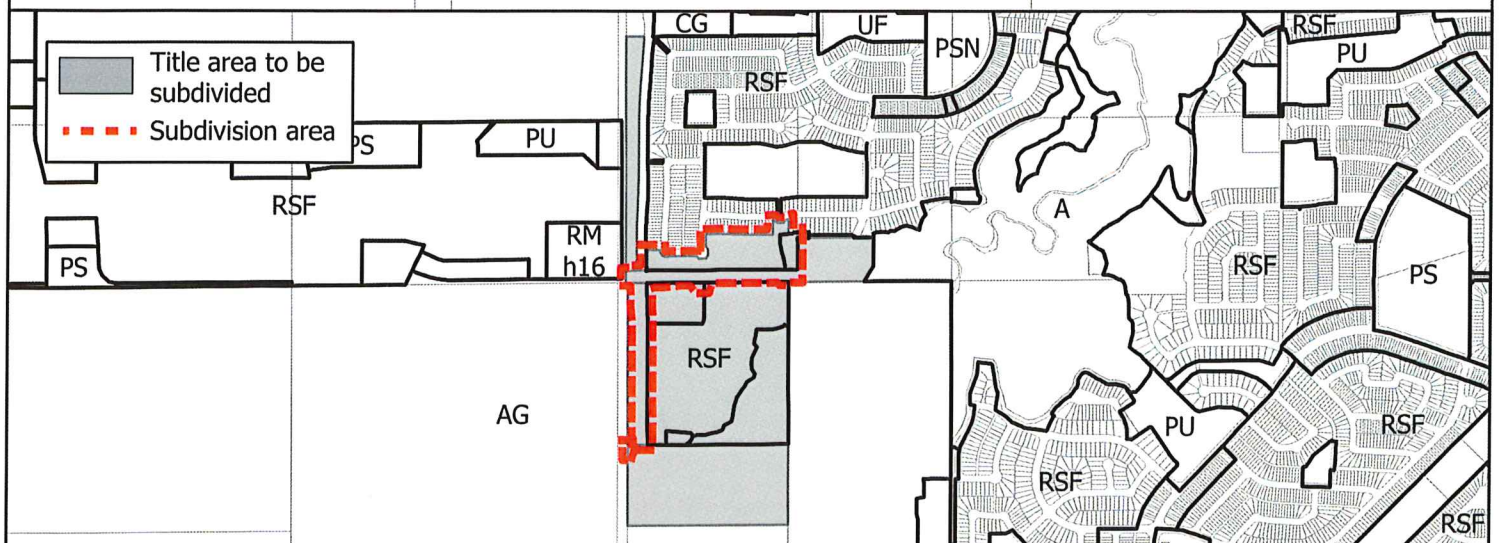 CG
UF
RSF
PSN
RSF
PU
Title area to be
subdivided
Subdivision area
RSF
PS
PU
RSF
A
RM
h16
PS
RSF
PS
RSF
AG
PU
RSF
RSF
RSF